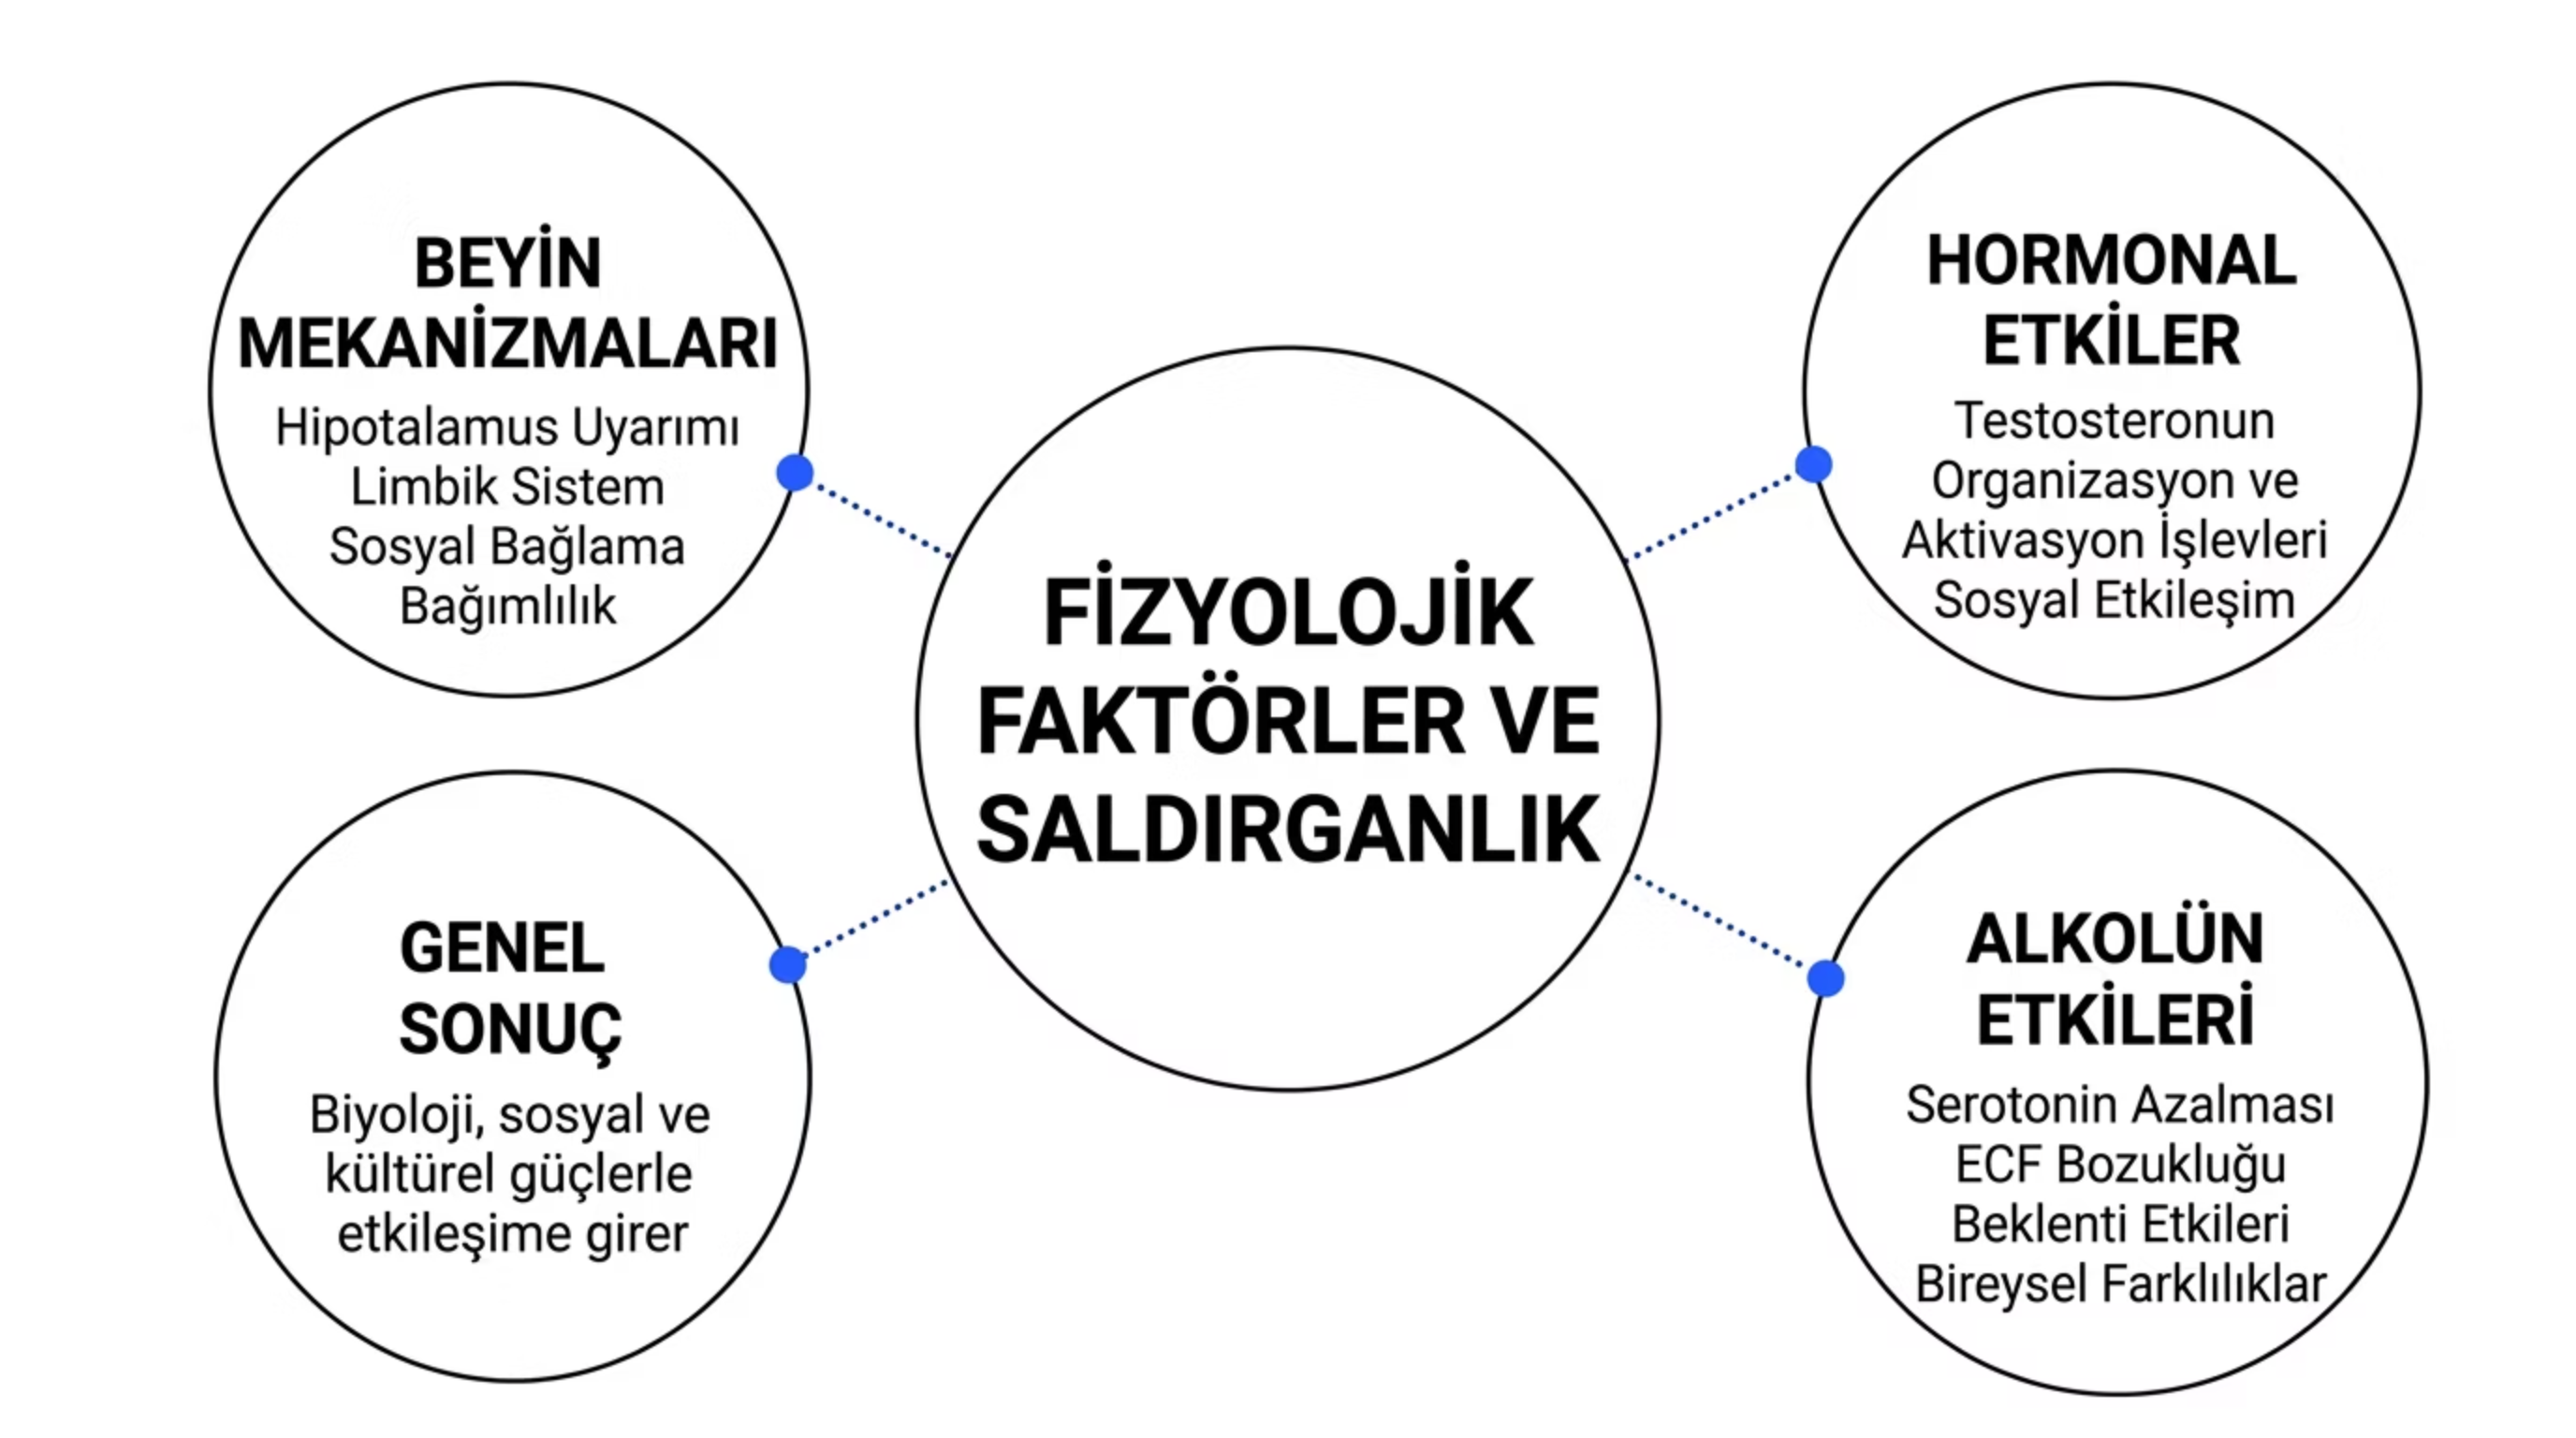 BEYİN
MEKANİZMALARI
Hipotalamus Uyarımı
Limbik Sistem
Sosyal Bağlama
Bağımlılık
HORMONAL
ETKİLER
Testosteronun
Organizasyon ve
Aktivasyon İşlevleri
Sosyal Etkileşim
FİZYOLOJİK
FAKTÖRLER VE
SALDIRGANLIK
GENEL
SONUÇ
Biyoloji, sosyal ve
kültürel güçlerle
etkileşime girer
ALKOLÜN
ETKİLERİ
Serotonin Azalması
ECF Bozukluğu
Beklenti Etkileri
Bireysel Farklılıklar